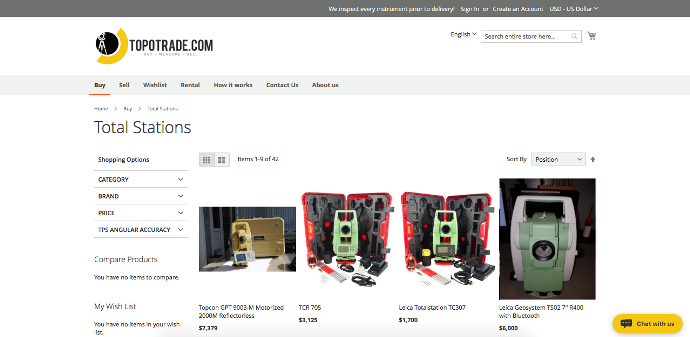 We inspect every instrument prior to delivery! Sign In or Create an Account USD - US Dollar
TOPOTRADE.COM
BUY - MEASURE - SELL
English
Search entire store here...
Buy Sell Wishlist Rental How it works Contact Us About us
Home > Buy > Total Stations
Total Stations
Shopping Options
Items 1-9 of 42
Sort By Position
CATEGORY
BRAND
PRICE
TPS ANGULAR ACCURACY
Compare Products
You have no items to compare.
My Wish List
You have no items in your wish
list.
Topcon GPT 9003-M Motorized
2000M Reflectorless
$7,379
TCR 705
$3,125
Leica Totalstation TC307
$1,700
Leica Geosystem TS02 7" R400
with Bluetooth
$6,000
Chat with us